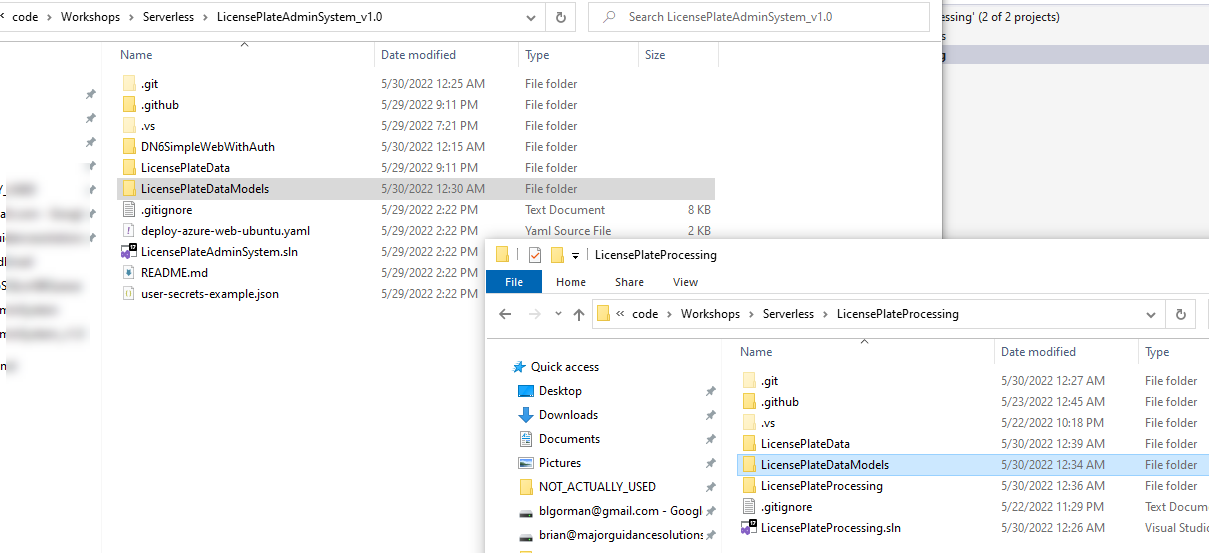 « code > Workshops > Serverless > LicensePlateAdminSystem_v1.0
Search LicensePlateAdminSystem_v1.0
essing' (2 of 2 projects)
Name Date modified Type Size
.git 5/30/2022 12:25 AM File folder
.github 5/29/2022 9:11 PM File folder
.vs 5/29/2022 7:21 PM File folder
DN6SimpleWebWithAuth 5/30/2022 12:15 AM File folder
LicensePlateData 5/29/2022 9:11 PM File folder
LicensePlateDataModels 5/30/2022 12:30 AM File folder
.gitignore 5/29/2022 2:22 PM Text Document 8 KB
deploy-azure-web-ubuntu.yaml 5/29/2022 2:22 PM Yaml Source File 2 KB
LicensePlateAdminSystem.sln 5/29/2022 2:22 PM
README.md 5/29/2022 2:22 PM
user-secrets-example.json 5/29/2022 2:22 PM
LicensePlateProcessing
File Home Share View
« code > Workshops > Serverless > LicensePlateProcessing
Quick access
Desktop
Downloads
Documents
Pictures
NOT_ACTUALLY_USED
blgorman@gmail.com - Googl
brian@majorguidancesolutions
Name Date modified Type
.git 5/30/2022 12:27 AM File folder
.github 5/23/2022 12:45 AM File folder
.vs 5/22/2022 10:18 PM File folder
LicensePlateData 5/30/2022 12:39 AM File folder
LicensePlateDataModels 5/30/2022 12:34 AM File folder
LicensePlateProcessing 5/30/2022 12:36 AM File folder
.gitignore 5/22/2022 11:29 PM Text Docum
LicensePlateProcessing.sln 5/30/2022 12:26 AM Visual Studi